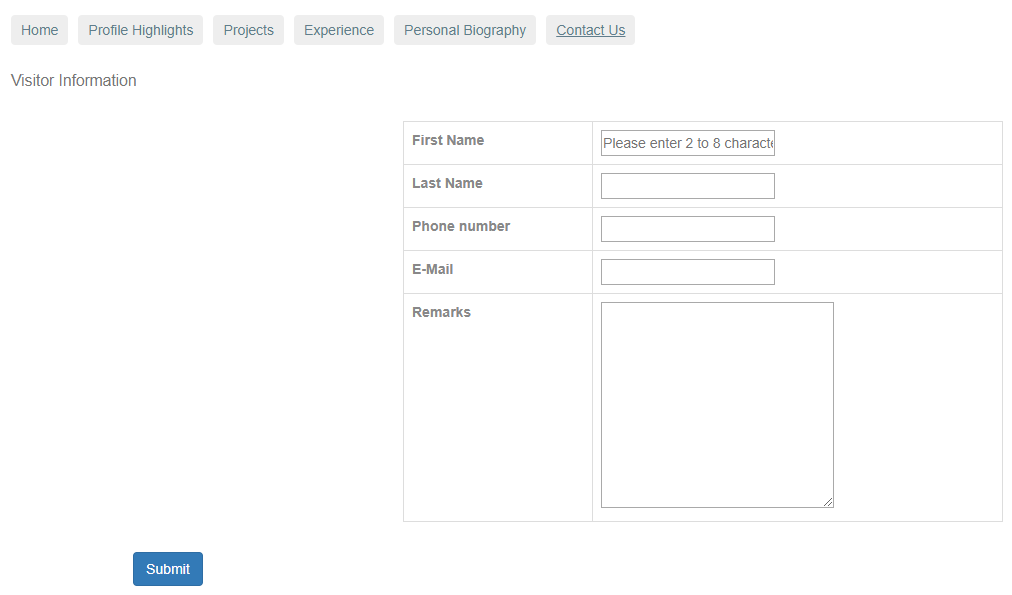 Home Profile Highlights Projects Experience Personal Biography Contact Us
Visitor Information
First Name Please enter 2 to 8 characte
Last Name
Phone number
E-Mail
Remarks
Submit